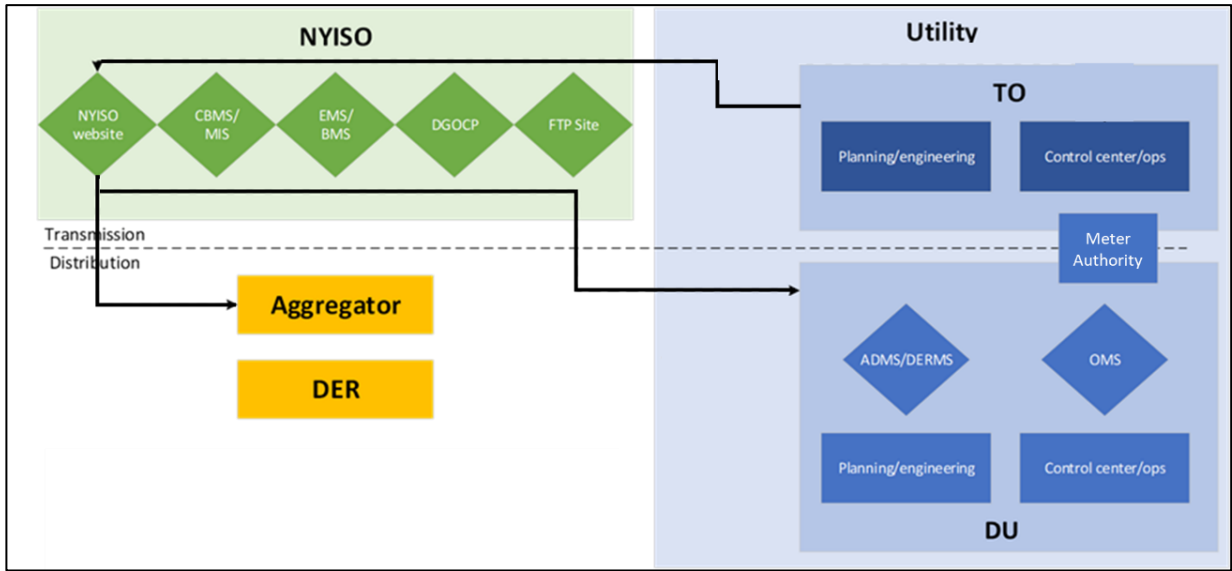 NYISO
Utility
NYISO
website
CBMS/
MIS
EMS/
BMS
DGOCP
FTP Site
TO
Planning/engineering
Control center/ops
Transmission
Distribution
Meter
Authority
Aggregator
DER
ADMS/DERMS
OMS
Planning/engineering
Control center/ops
DU